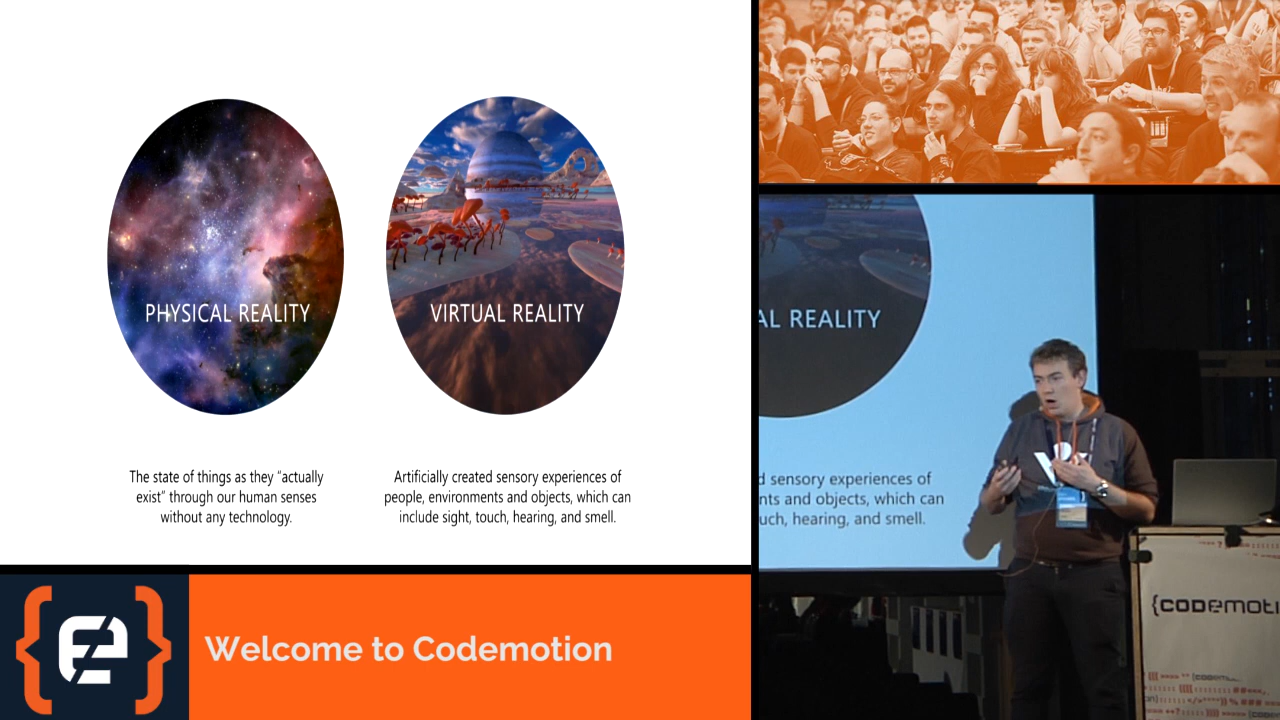 PHYSICAL REALITY
VIRTUAL REALITY
The state of things as they “actually
exist” through our human senses
without any technology.
Artificially created sensory experiences of
people, environments and objects, which can
include sight, touch, hearing, and smell.
Welcome to Codemotion
AL REALITY
d sensory experiences of
nts and objects, which can
uch, hearing, and smell.
{CODEMOTI